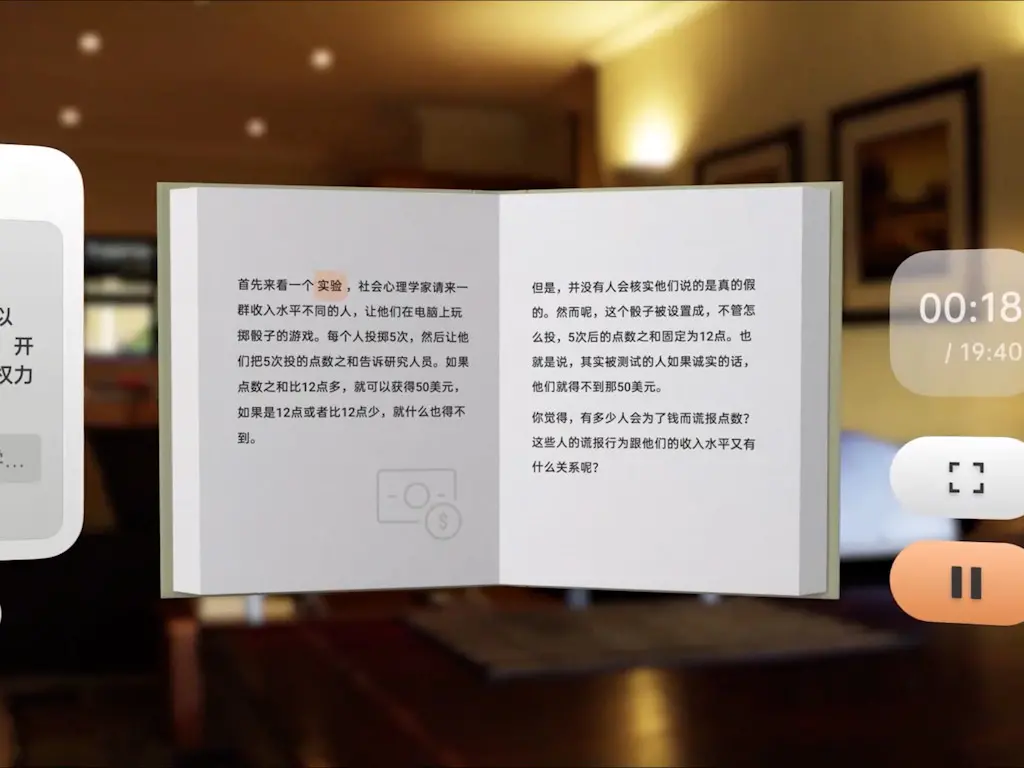 以
开
权力
首先来看一个实验，社会心理学家请来一
群收入水平不同的人，让他们在电脑上玩
掷骰子的游戏。每个人投掷5次，然后让他
们把5次投的点数之和告诉研究人员。如果
点数之和比12点多，就可以获得50美元，
如果是12点或者比12点少，就什么也得不
到。
$
但是，并没有人会核实他们说的是真的假
的。然而呢，这个骰子被设置成，不管怎
么投，5次后的点数之和固定为12点。也
就是说，其实被测试的人如果诚实的话，
他们就得不到那50美元。
你觉得，有多少人会为了钱而谎报点数？
这些人的谎报行为跟他们的收入水平又有
什么关系呢？
00:18
/ 19:40